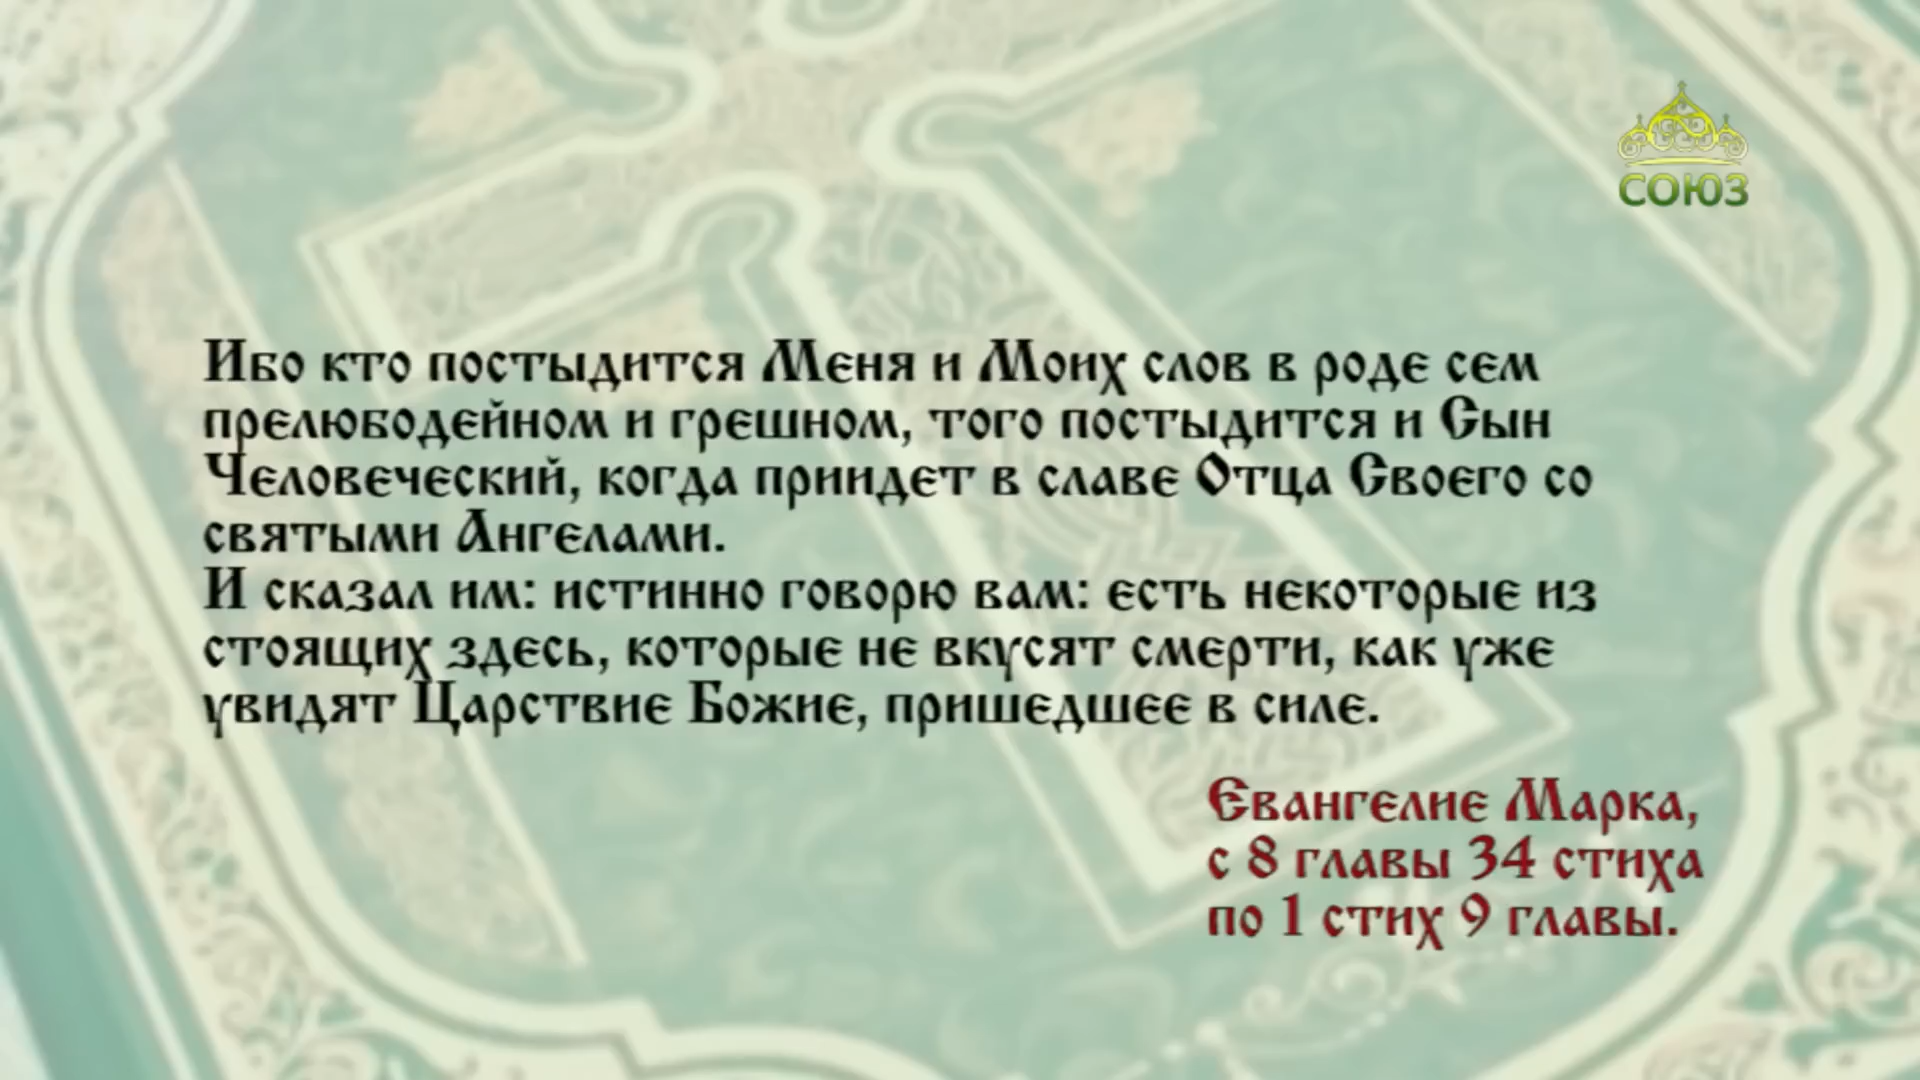 СОЮЗ
Ибо кто постыдится Меня и Моих слов в роде сем
прелюбодейном и грешном, того постыдится и Сын
Человеческий, когда приидет в славе Отца Своего со
святыми Ангелами.
И сказал им: истинно говорю вам: есть некоторые из
стоящих здесь, которые не вкусят смерти, как уже
увидят Царствие Божие, пришедшее в силе.
Евангелие Марка,
с 8 главы 34 стиха
по 1 стих 9 главы.